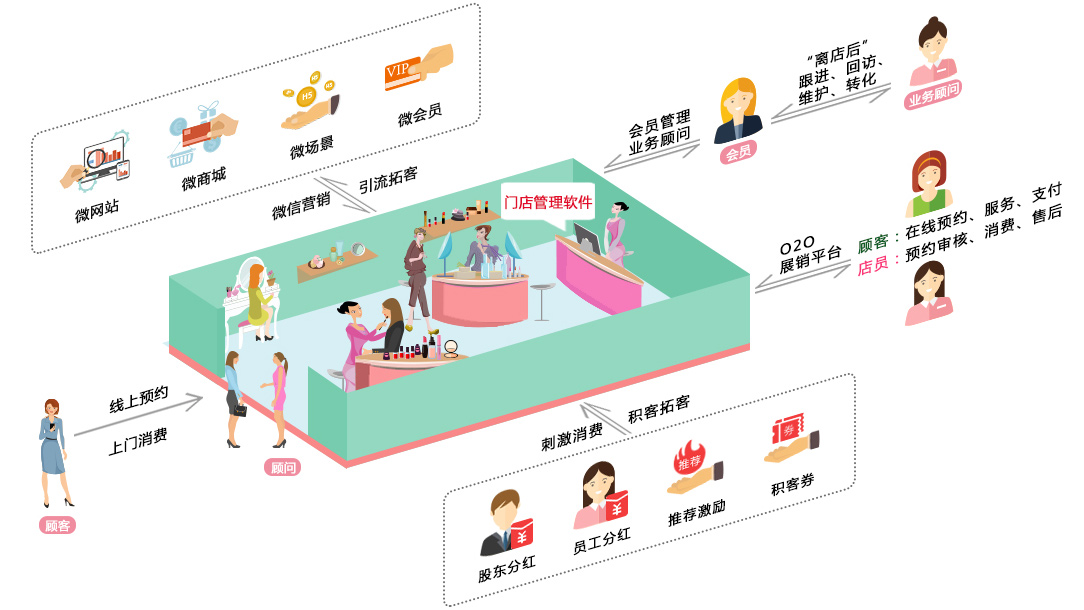 VIP
H5
H5
H5
H5
H5
微网站
微商城
微场景
微会员
微信营销
引流拓客
门店管理软件
会员管理
业务顾问
会员
“离店后”
跟进、回访、
维护、转化
业务顾问
O2O
展销平台
顾客：在线预约、服务、支付
店员：预约审核、消费、售后
线上预约
上门消费
顾客
顾问
刺激消费
积客拓客
¥
¥
推荐
券
股东分红
员工分红
推荐激励
积客券